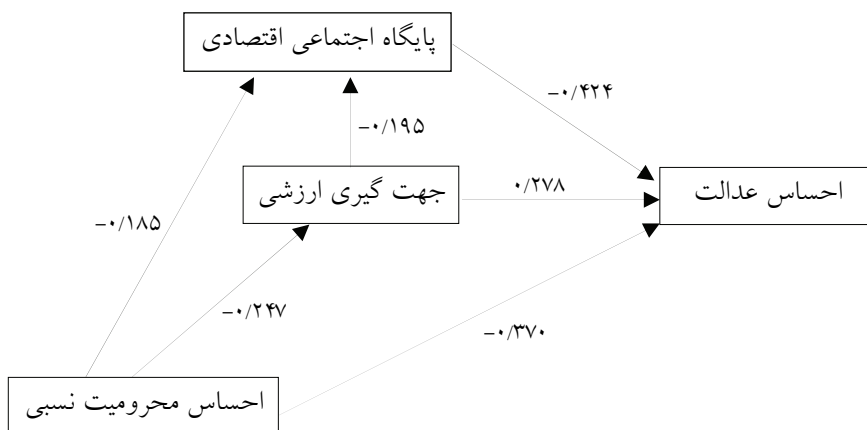 پایگاه اجتماعی اقتصادی
-۰/۴۲۴
-۰/۱۹۵
جهت گیری ارزشی
۰/۲۷۸
احساس عدالت
-۰/۱۸۵
-۰/۲۴۷
-۰/۳۷۰
احساس محرومیت نسبی